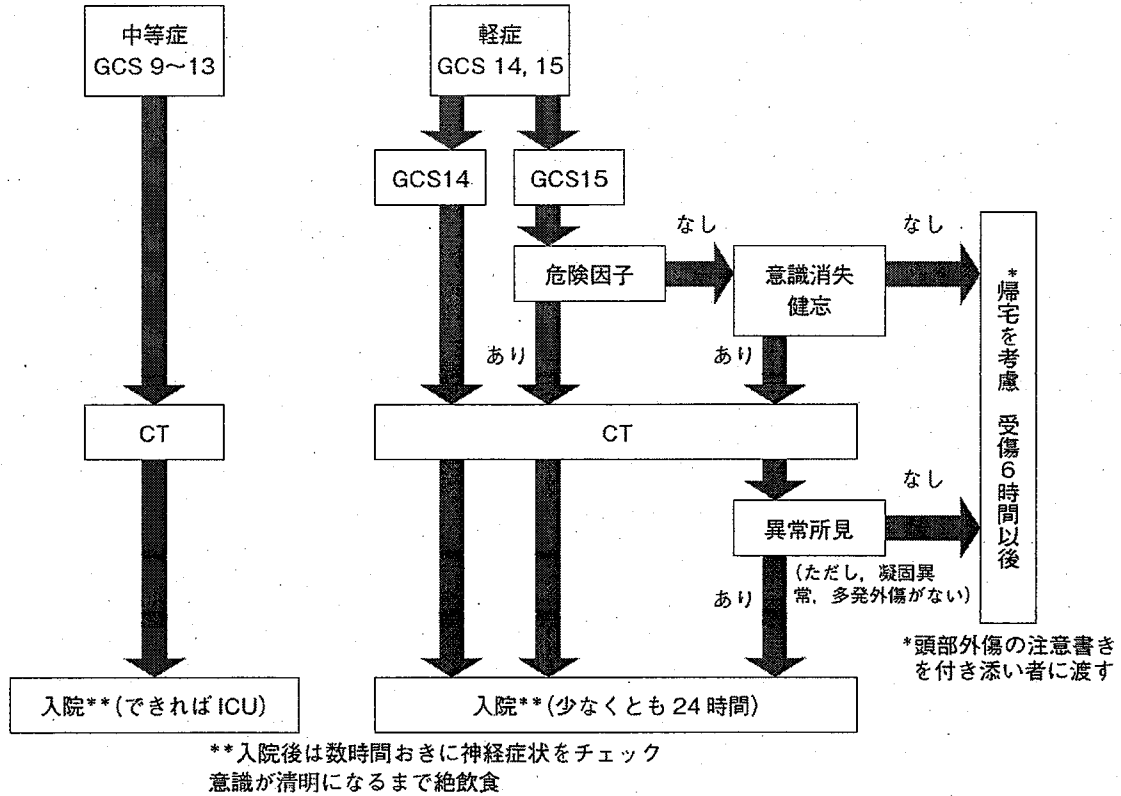 中等症
GCS 9～13
軽症
GCS 14, 15
GCS14
GCS15
なし
なし
危険因子
意識消失
健忘
あり
あり
*帰宅を考慮　受傷6時間以後
CT
CT
なし
異常所見
(ただし，凝固異
常，多発外傷がない)
あり
*頭部外傷の注意書き
を付き添い者に渡す
入院**(できればICU)
入院**(少なくとも24時間)
**入院後は数時間おきに神経症状をチェック
意識が清明になるまで絶飲食